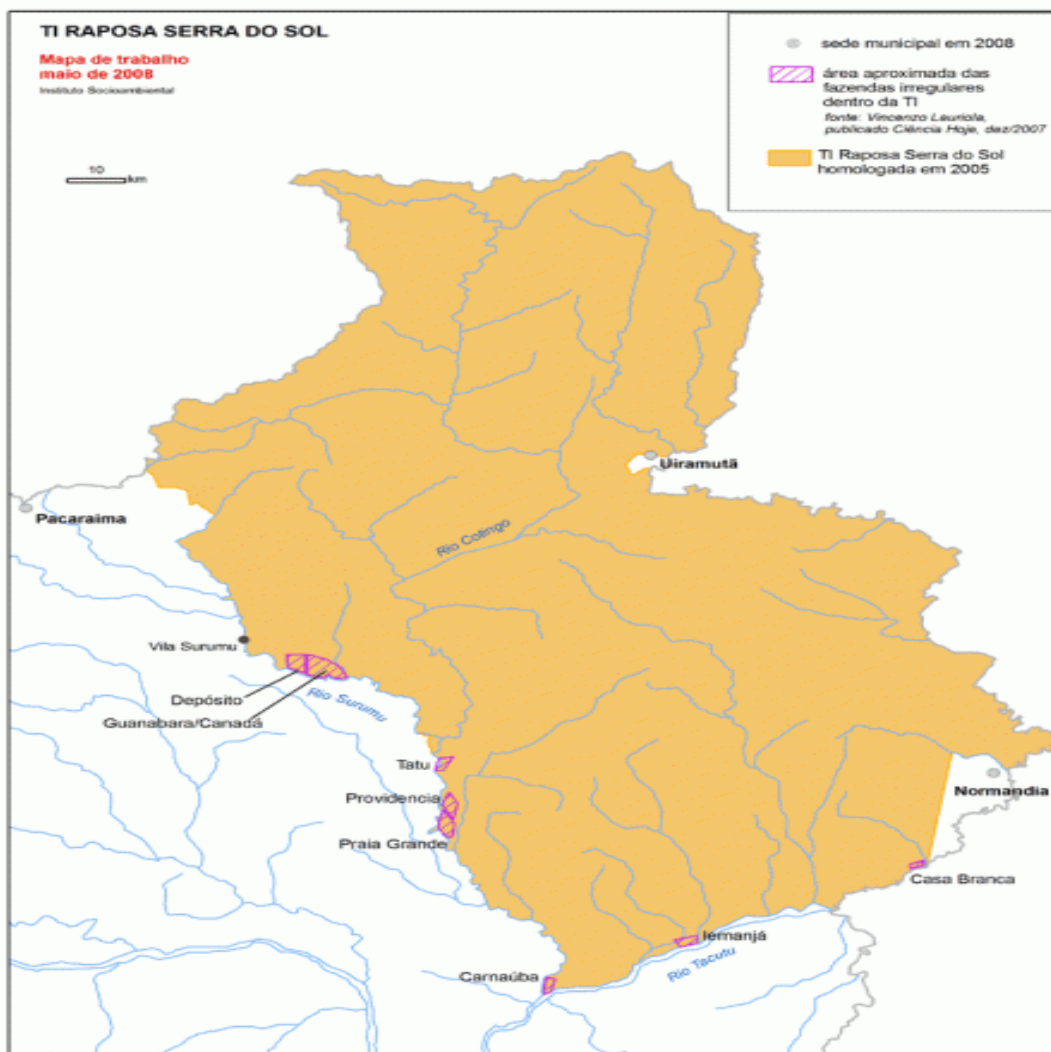 TI RAPOSA SERRA DO SOL
Mapa de trabalho
maio de 2008
Instituto Socioambiental
10
km
sede municipal em 2008
área aproximada das
fazendas irregulares
dentro da TI
fonte: Vincenzo Lauriola,
publicado Ciência Hoje, dez/2007
TI Raposa Serra do Sol
homologada em 2005
Uiramutã
Pacaraima
Rio Cotingo
Vila Surumu
Depósito
Rio Surumu
Guanabara/Canadá
Tatu
Providencia
Praia Grande
Normandia
Casa Branca
Iemanjá
Rio Tacutu
Carnaúba